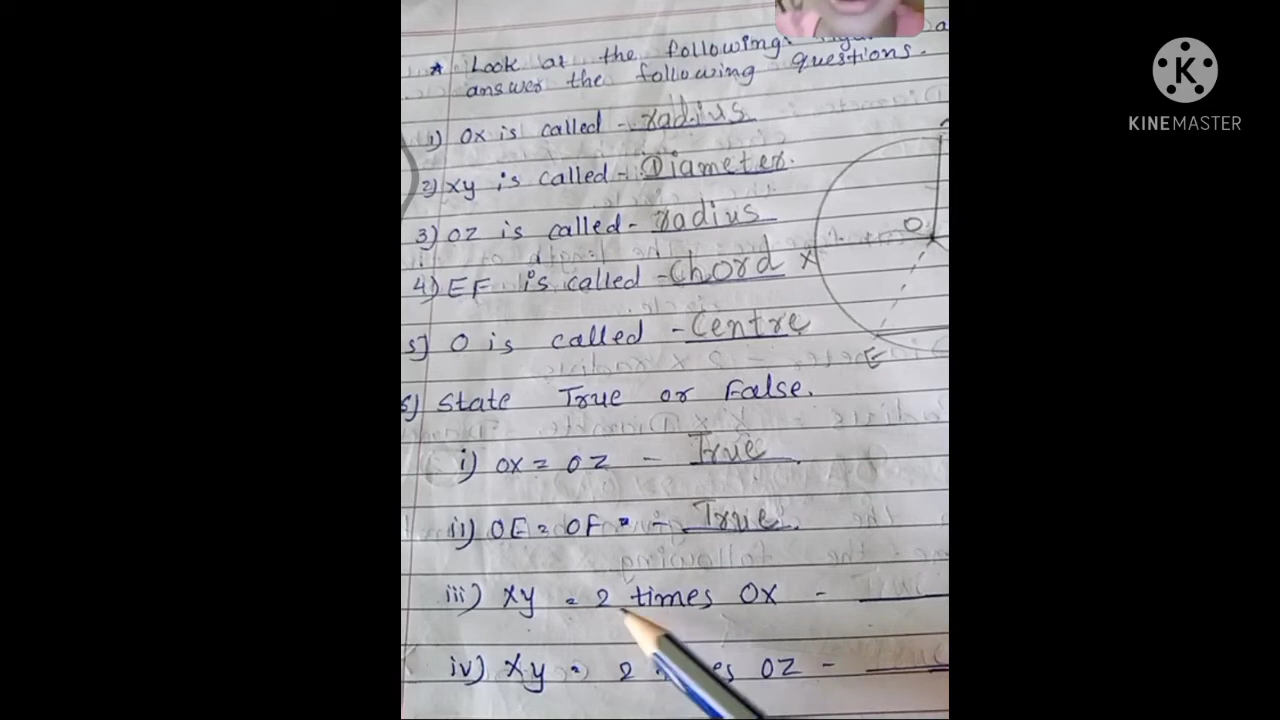 * Look at the following
answer the following questions.
1) OX is called - radius
2) XY is called - Diameter.
3) OZ is called - radius
4) EF is called - Chord
5) O is called - Centre
6) State True or False.
i) OX = OZ - True
ii) OE = OF - True.
iii) XY = 2 times OX -
iv) XY = 2 times OZ -
O
X
E
K
KINEMASTER